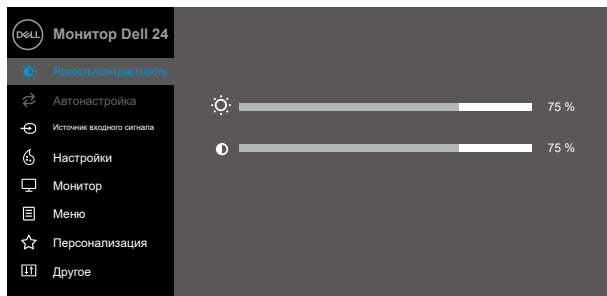 DELL
Монитор Dell 24
Яркость/контрастность
Автонастройка
Источник входного сигнала
Настройки
Монитор
Меню
Персонализация
Другое
75 %
75 %